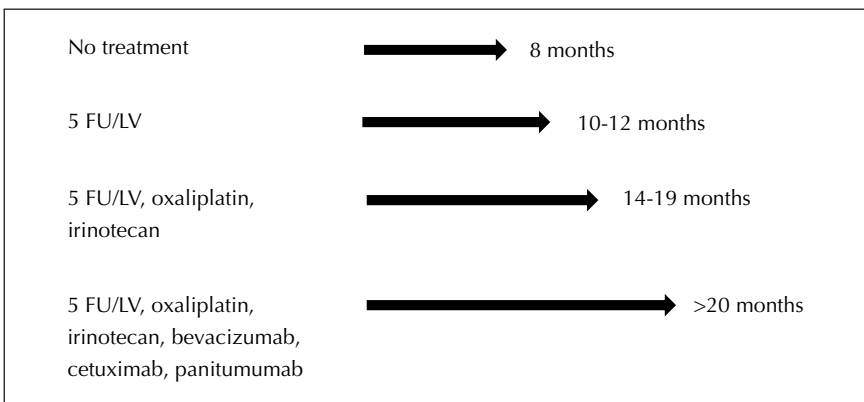 No treatment
8 months
5 FU/LV
10-12 months
5 FU/LV, oxaliplatin,
irinotecan
14-19 months
5 FU/LV, oxaliplatin,
irinotecan, bevacizumab,
cetuximab, panitumumab
>20 months